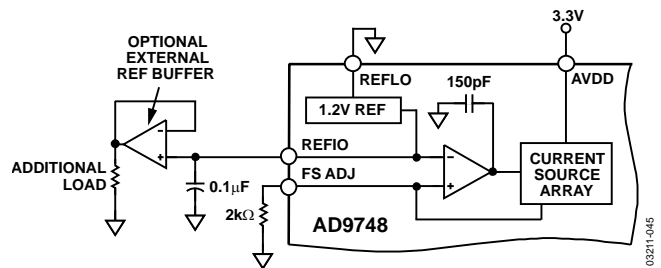 3.3V
OPTIONAL
EXTERNAL
REF BUFFER
REFLO
150pF
AVDD
1.2V REF
–
+
REFIO
–
+
CURRENT
SOURCE
ARRAY
ADDITIONAL
LOAD
0.1μF
FS ADJ
2kΩ
AD9748
03211-045